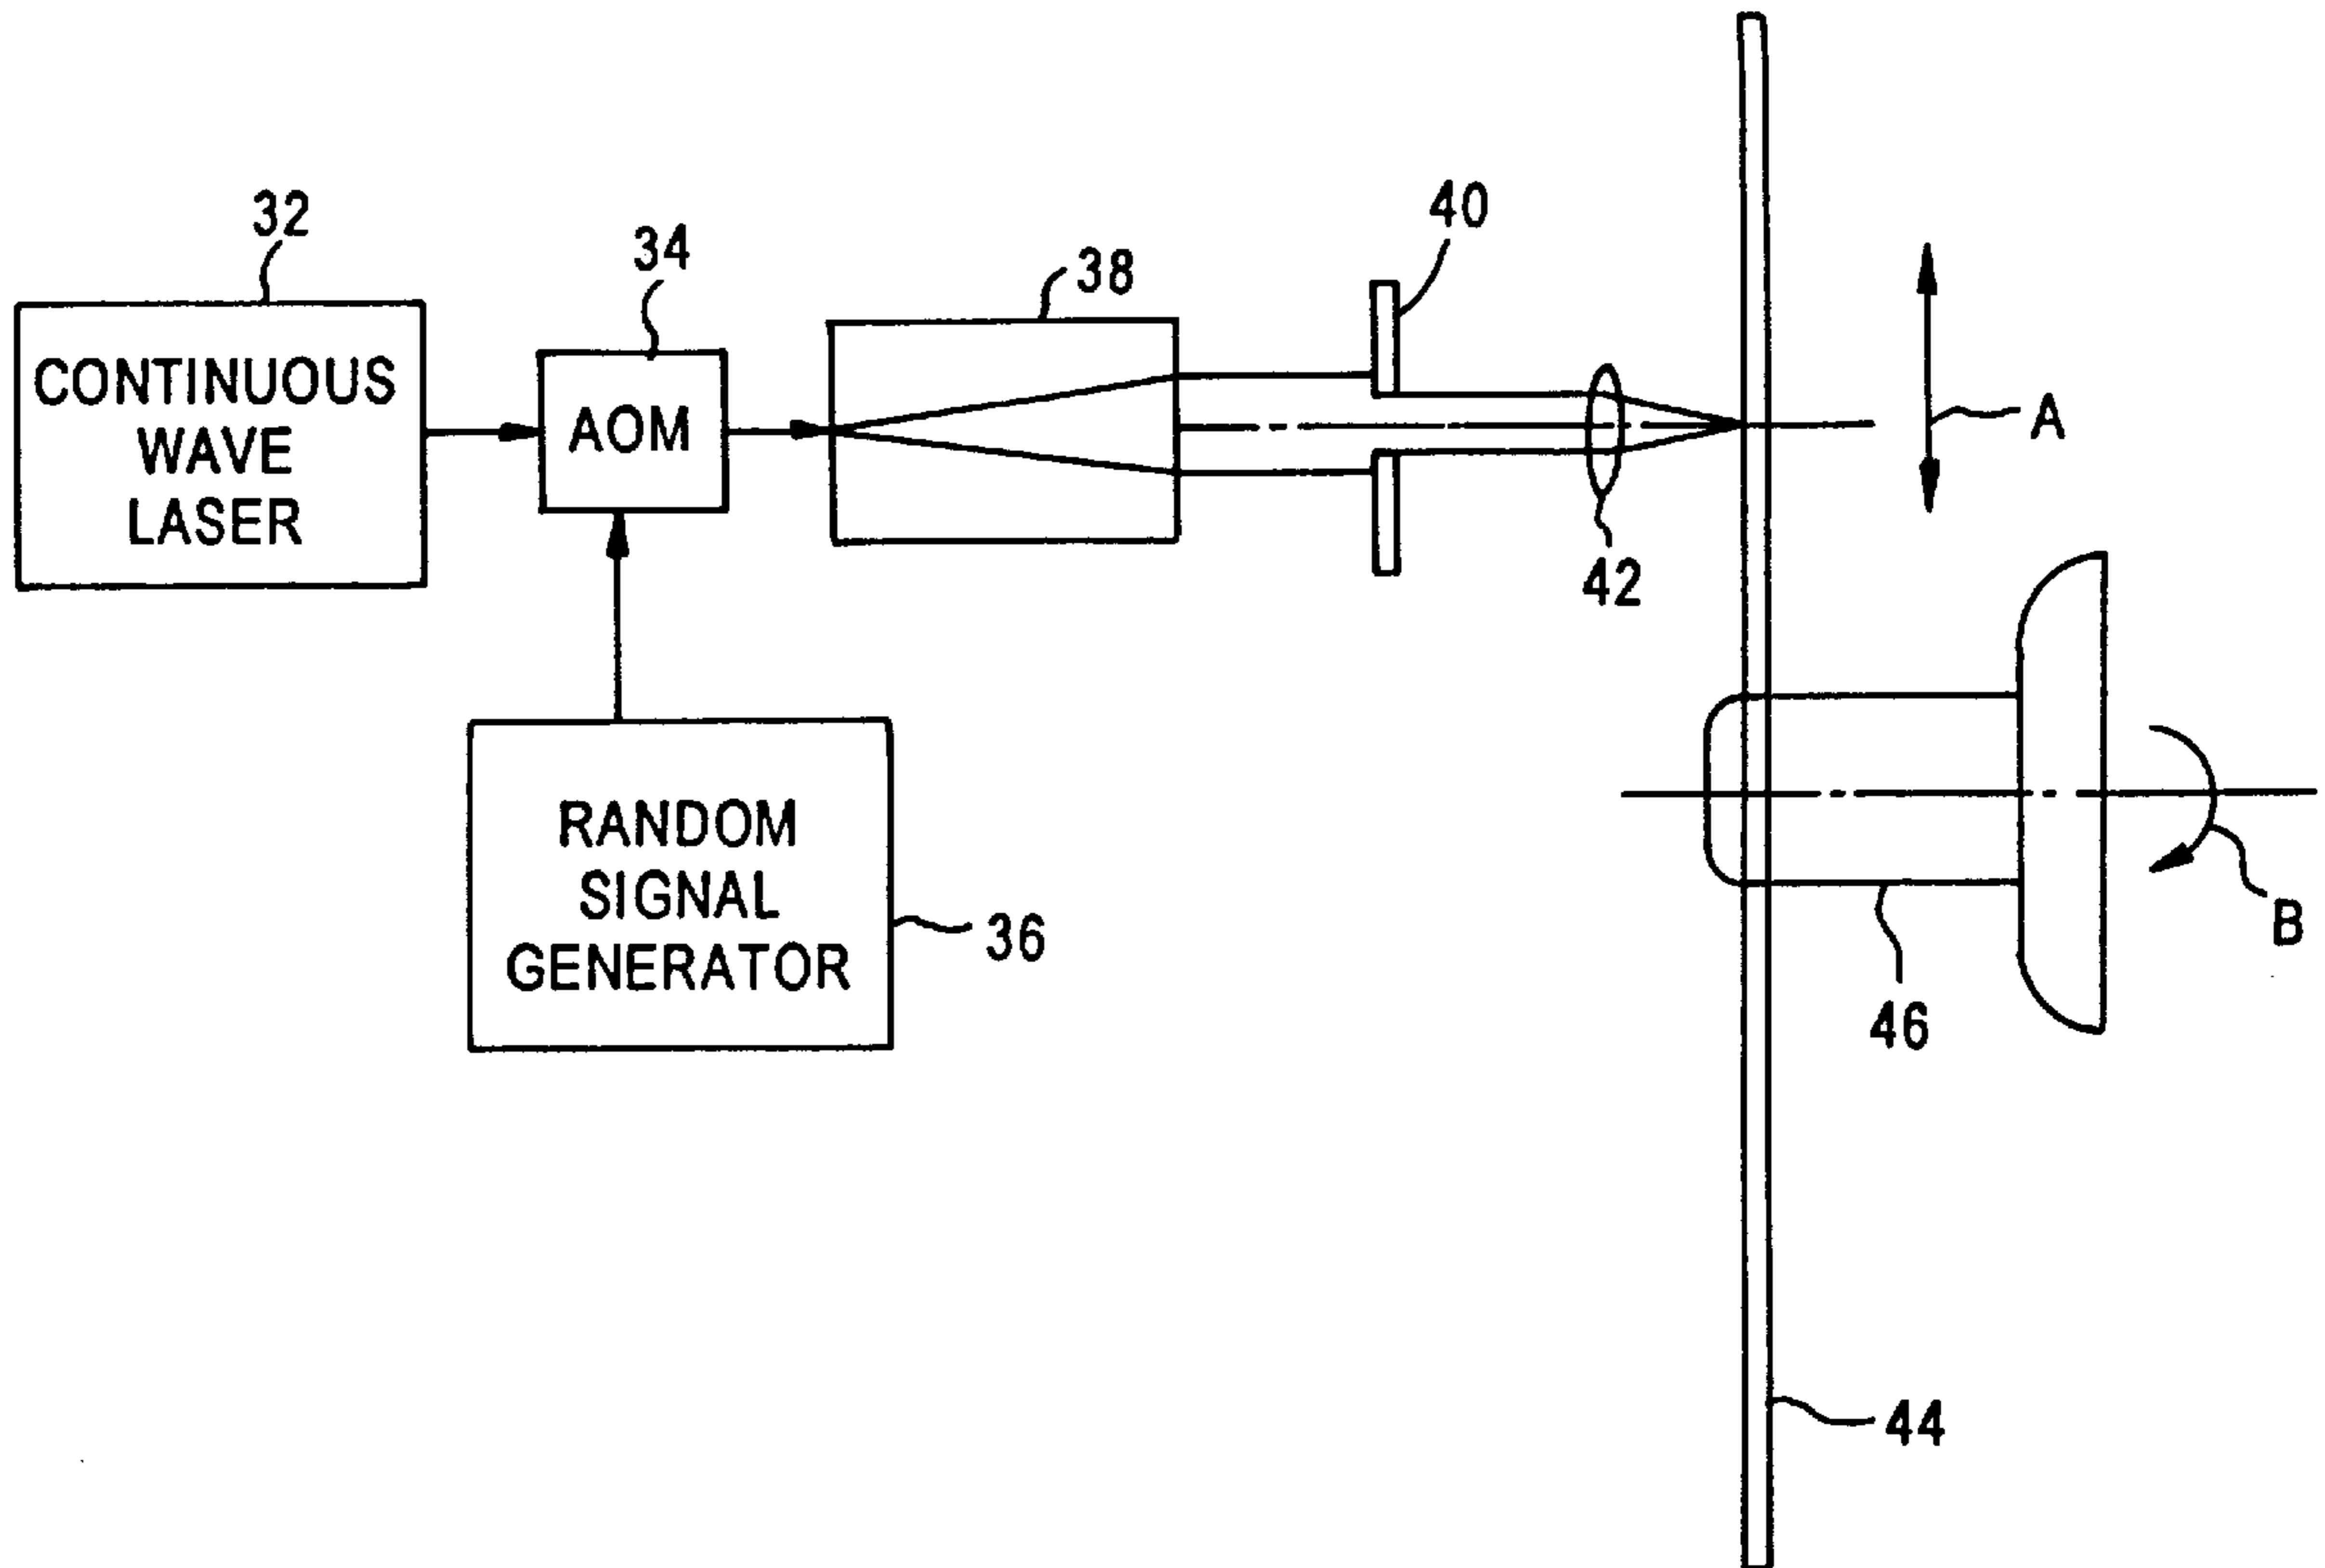 32
CONTINUOUS
WAVE
LASER
34
AOM
38
40
42
A
RANDOM
SIGNAL
GENERATOR
36
46
B
44